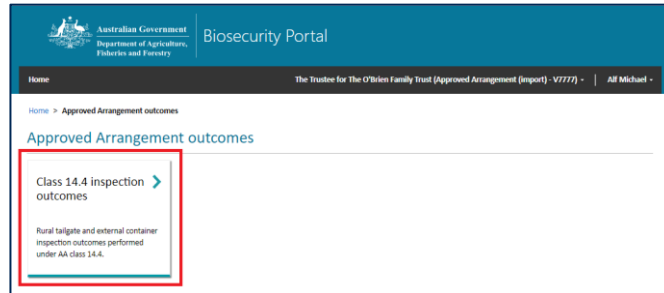 Australian Government
Department of Agriculture,
Fisheries and Forestry
Biosecurity Portal
Home
The Trustee for The O'Brien Family Trust (Approved Arrangement (import) - V7777)
Alf Michael
Home > Approved Arrangement outcomes
Approved Arrangement outcomes
Class 14.4 inspection
outcomes
Rural tailgate and external container
inspection outcomes performed
under AA class 14.4.